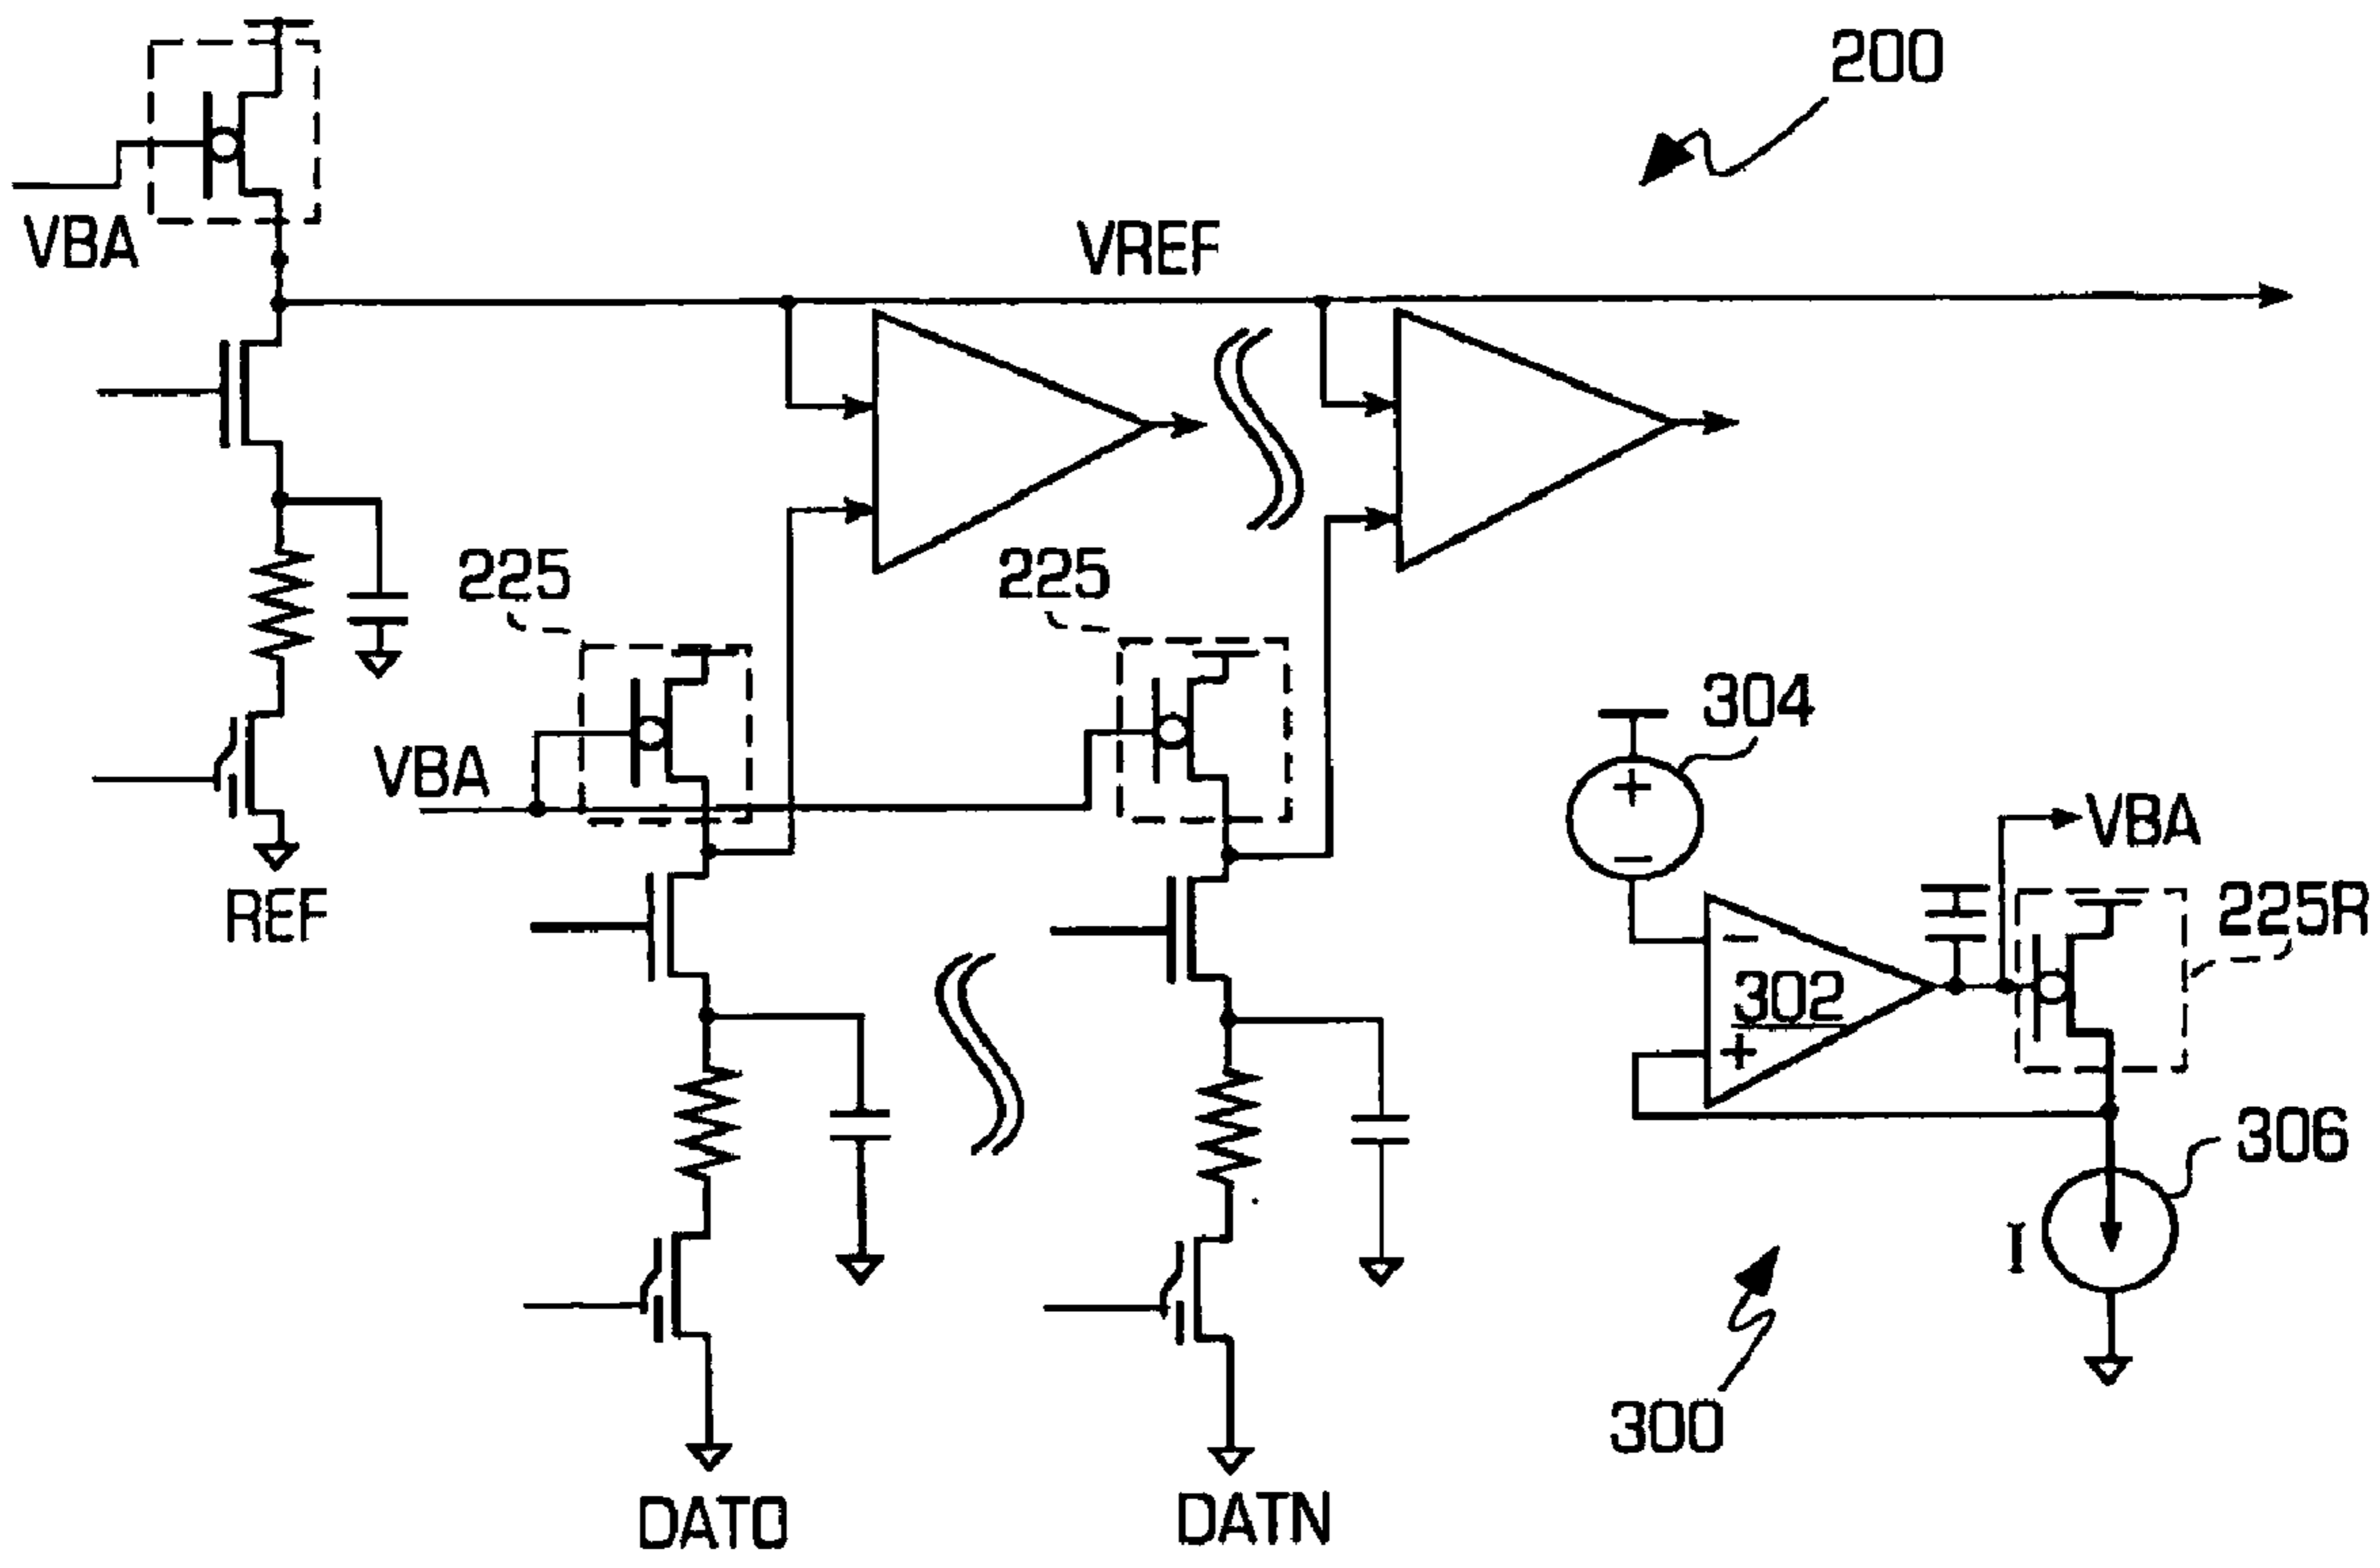 200
VBA
VREF
225
225
304
VBA
VBA
REF
225R
-
302
+
+
-
306
I
300
DAT0
DATN